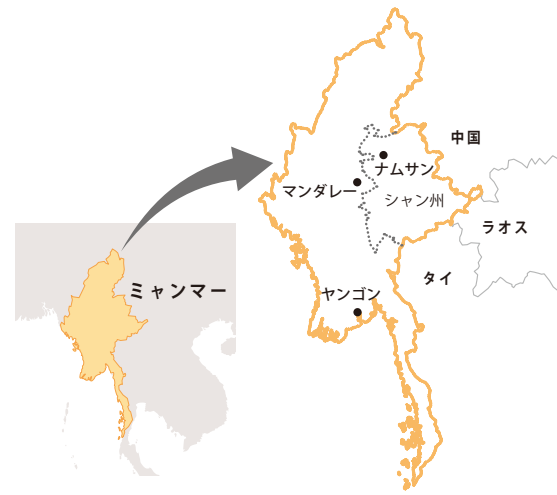 中国
ナムサン
マンダレー
シャン州
ラオス
タイ
ミャンマー
ヤンゴン